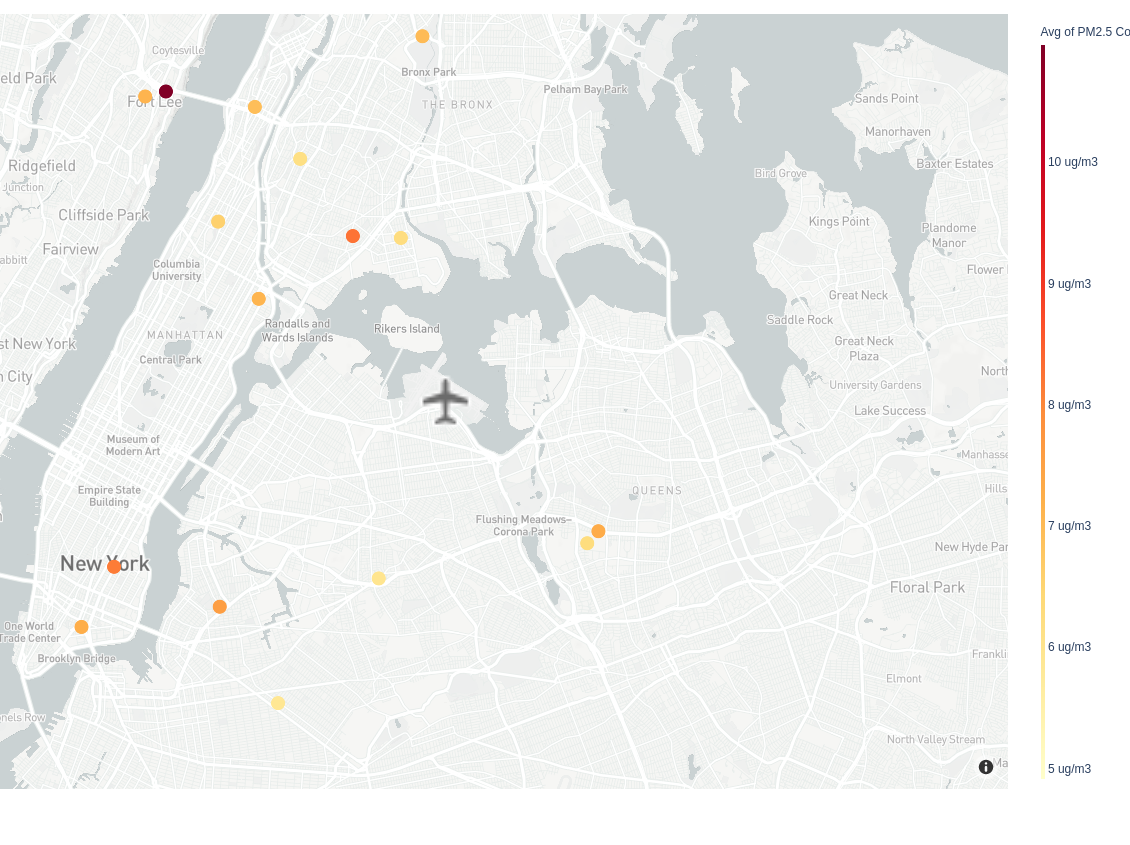 Avg of PM2.5 Co
Coytesville
eld Park
Bronx Park
Pelham Bay Park
Fort Lee
THE BRONX
Sands Point
Manorhaven
Ridgefield
Baxter Estates
Bird Grove
10 ug/m3
Junction
Cliffside Park
Kings Point
Plandome
Manor
Fairview
abbitt
Columbia
University
Flower
9 ug/m3
Great Neck
Randalls and
Wards Islands
Rikers Island
Saddle Rock
MANHATTAN
st New York
Great Neck
Plaza
Central Park
n City
North
University Gardens
8 ug/m3
Lake Success
Museum of
Modern Art
Manhasse
Empire State
Building
QUEENS
Hills
Flushing Meadows–
Corona Park
7 ug/m3
New Hyde Par
New York
Floral Park
One World
Trade Center
Brooklyn Bridge
6 ug/m3
Franklin
Elmont
nels Row
North Valley Stream
Ma
5 ug/m3